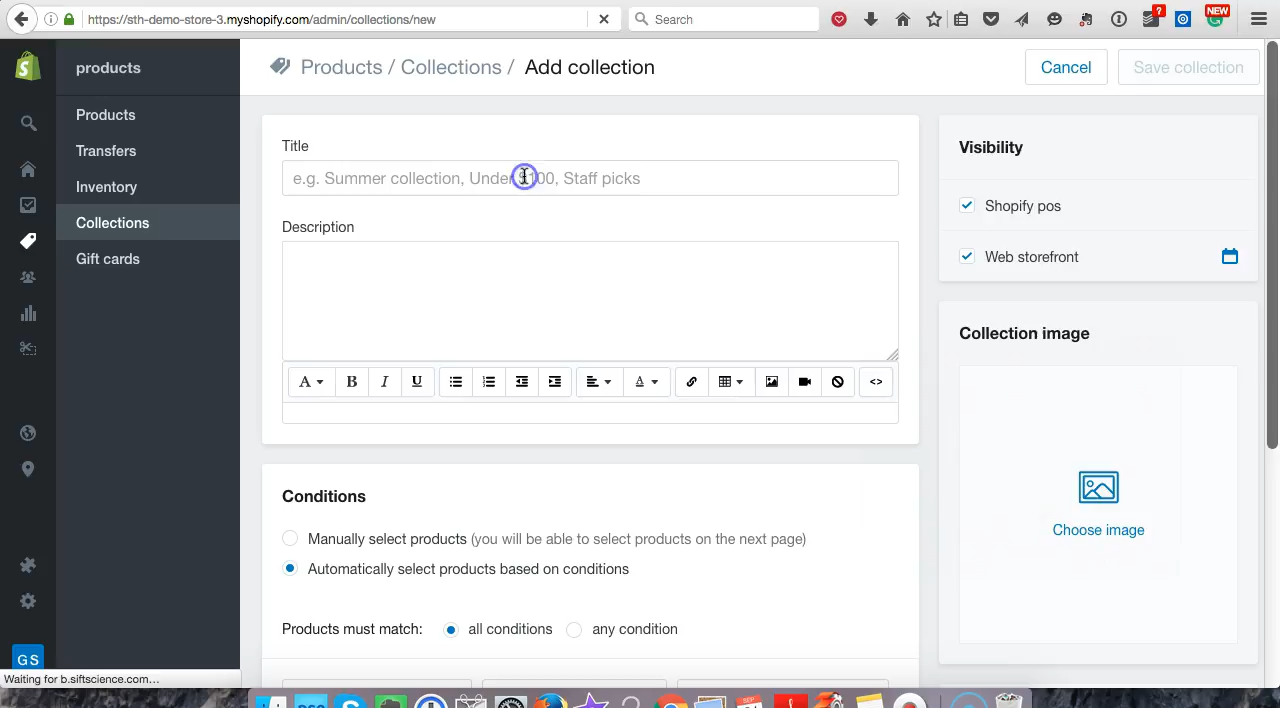 https://sth-demo-store-3.myshopify.com/admin/collections/new
Search
?
NEW
products
Products
Transfers
Inventory
Collections
Gift cards
GS
Waiting for b.siftscience.com...
Products / Collections / Add collection
Cancel
Save collection
Title
e.g. Summer collection, Under $100, Staff picks
Description
A
B
I
U
A
<>
Conditions
Manually select products (you will be able to select products on the next page)
Automatically select products based on conditions
Products must match:
all conditions
any condition
Visibility
Shopify pos
Web storefront
Collection image
Choose image